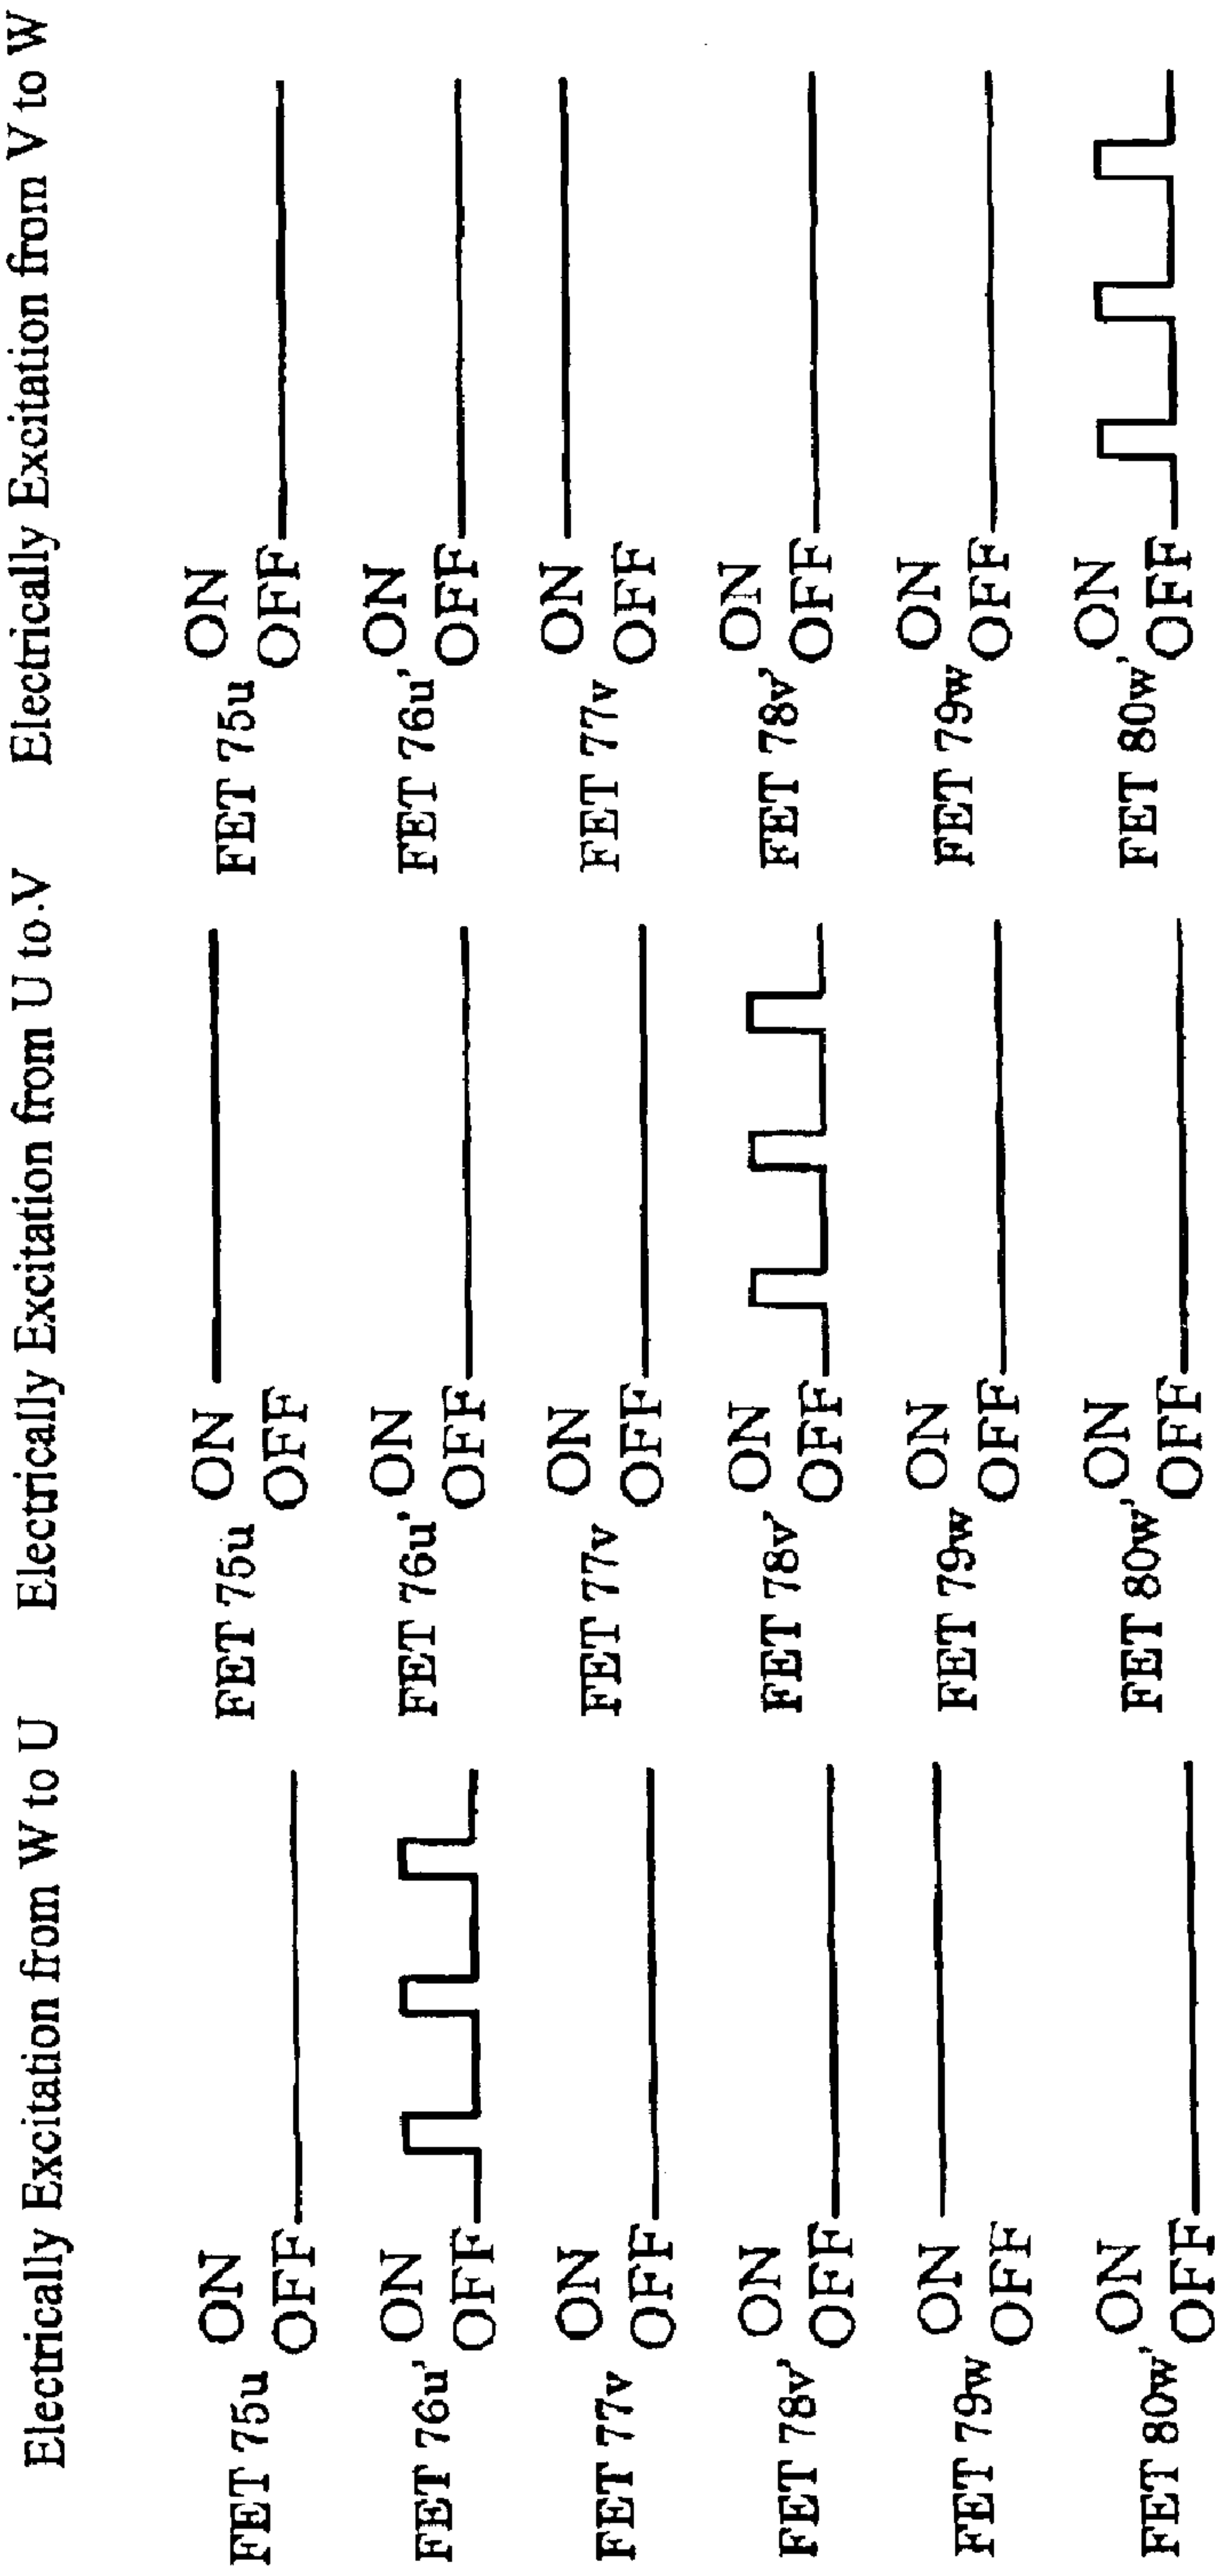 Electrically Excitation from W to U
FET 75u ON
OFF
FET 76u' ON
OFF
FET 77v ON
OFF
FET 78v' ON
OFF
FET 79w ON
OFF
FET 80w' ON
OFF
Electrically Excitation from U to V
FET 75u ON
OFF
FET 76u' ON
OFF
FET 77v ON
OFF
FET 78v' ON
OFF
FET 79w ON
OFF
FET 80w' ON
OFF
Electrically Excitation from V to W
FET 75u ON
OFF
FET 76u' ON
OFF
FET 77v ON
OFF
FET 78v' ON
OFF
FET 79w ON
OFF
FET 80w' ON
OFF